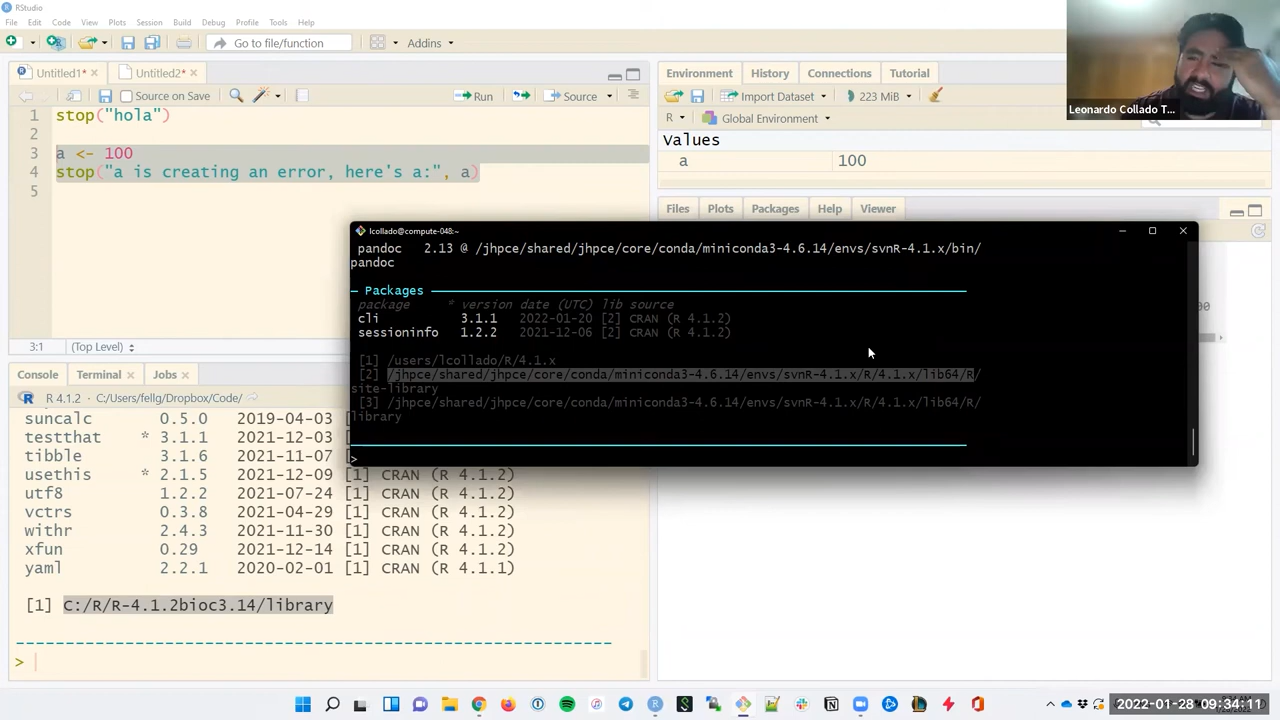 RStudio
File Edit Code View Plots Session Build Debug Profile Tools Help
Go to file/function Addins
Untitled1* Untitled2*
Source on Save Run Source
1 stop("hola")
2
3 a <- 100
4 stop("a is creating an error, here's a:", a)
5
3:1 (Top Level)
Environment History Connections Tutorial
Import Dataset 223 MiB
R Global Environment
Values
a 100
Leonardo Collado T...
Files Plots Packages Help Viewer
lcollado@compute-048:~
pandoc 2.13 @ /jhpce/shared/jhpce/core/conda/miniconda3-4.6.14/envs/svnR-4.1.x/bin/
pandoc
─ Packages
package * version date (UTC) lib source
cli 3.1.1 2022-01-20 [2] CRAN (R 4.1.2)
sessioninfo 1.2.2 2021-12-06 [2] CRAN (R 4.1.2)
[1] /users/lcollado/R/4.1.x
[2] /jhpce/shared/jhpce/core/conda/miniconda3-4.6.14/envs/svnR-4.1.x/R/4.1.x/lib64/R/
site-library
[3] /jhpce/shared/jhpce/core/conda/miniconda3-4.6.14/envs/svnR-4.1.x/R/4.1.x/lib64/R/
library
>
Console Terminal Jobs
R 4.1.2 · C:/Users/fellg/Dropbox/Code/
suncalc 0.5.0 2019-04-03 [
testthat * 3.1.1 2021-12-03 [
tibble 3.1.6 2021-11-07 [
usethis * 2.1.5 2021-12-09 [1] CRAN (R 4.1.2)
utf8 1.2.2 2021-07-24 [1] CRAN (R 4.1.2)
vctrs 0.3.8 2021-04-29 [1] CRAN (R 4.1.2)
withr 2.4.3 2021-11-30 [1] CRAN (R 4.1.2)
xfun 0.29 2021-12-14 [1] CRAN (R 4.1.2)
yaml 2.2.1 2020-02-01 [1] CRAN (R 4.1.1)
[1] C:/R/R-4.1.2bioc3.14/library
>
2022-01-28 09:34:11